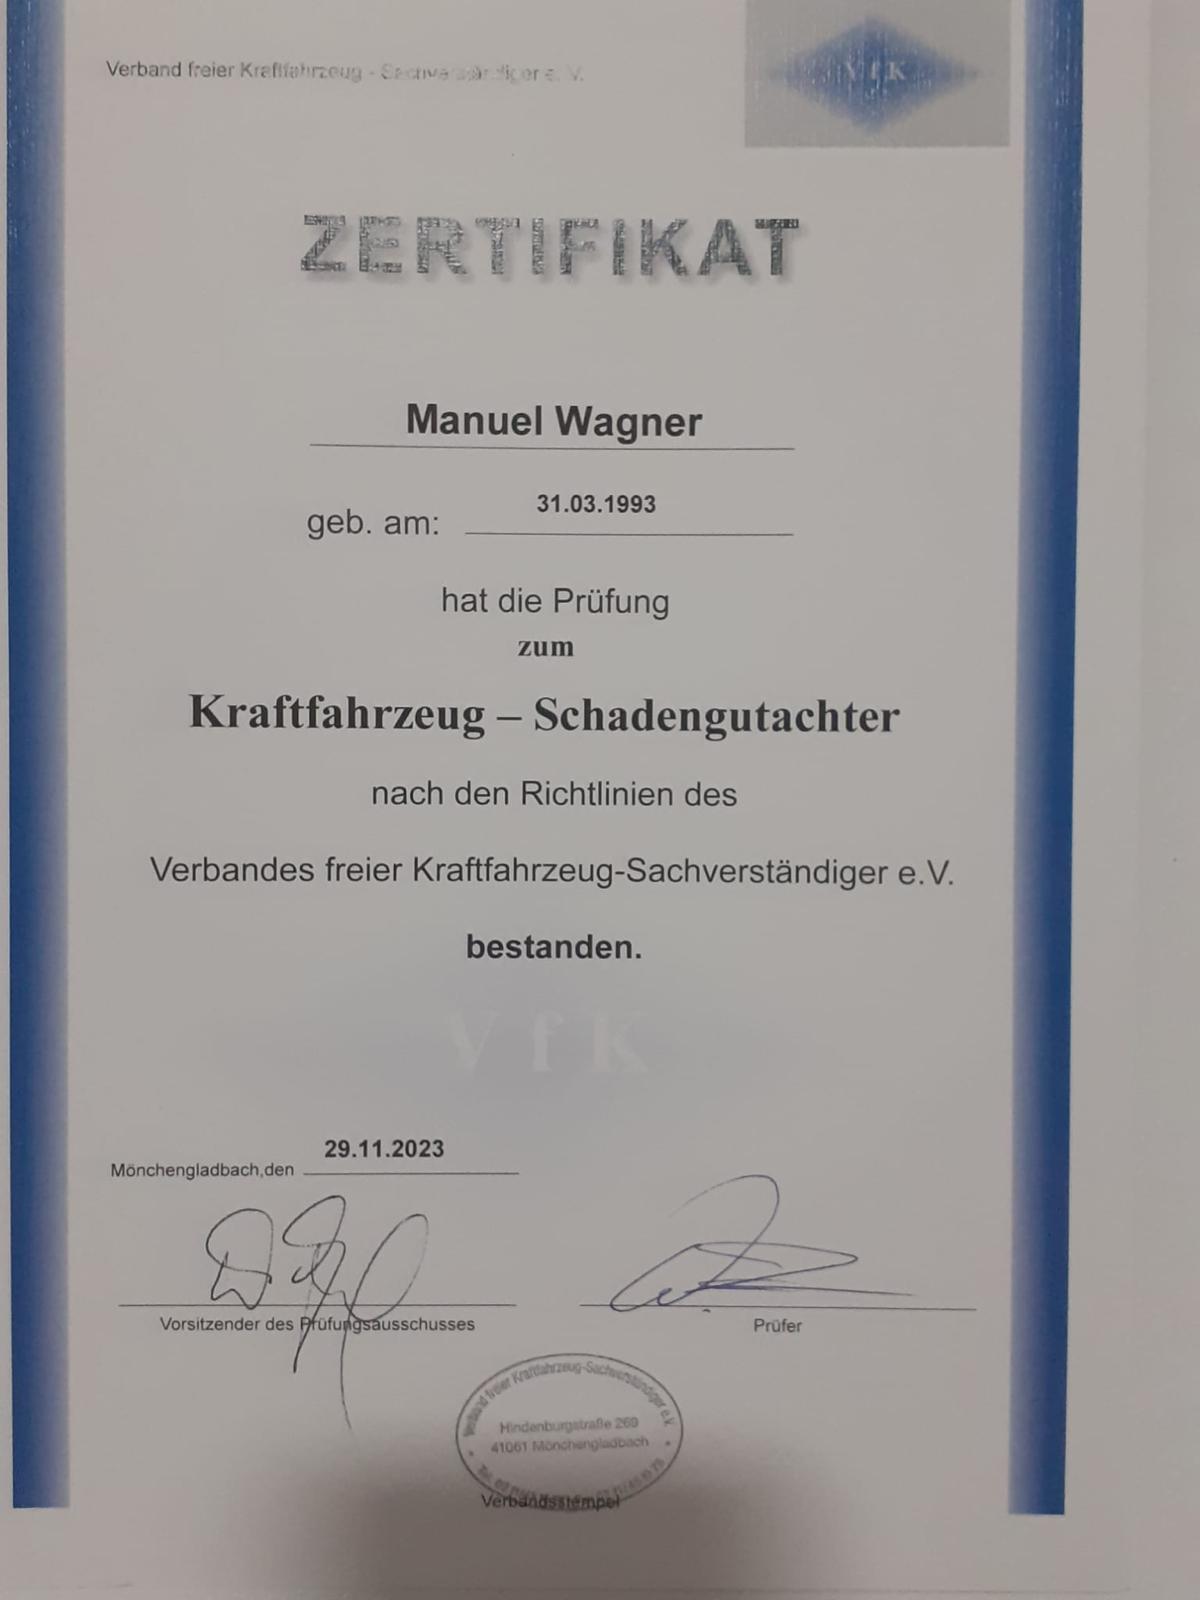 Verband freier Kraftfahrzeug - Sachverständiger e. V.
VfK
ZERTIFIKAT
Manuel Wagner
geb. am: 31.03.1993
hat die Prüfung
zum
Kraftfahrzeug – Schadengutachter
nach den Richtlinien des
Verbandes freier Kraftfahrzeug-Sachverständiger e.V.
bestanden.
VfK
Mönchengladbach,den 29.11.2023
Vorsitzender des Prüfungsausschusses
Prüfer
Verband freier Kraftfahrzeug-Sachverständiger e.V.
Hindenburgstraße 269
41061 Mönchengladbach
Tel.
Verbandsstempel